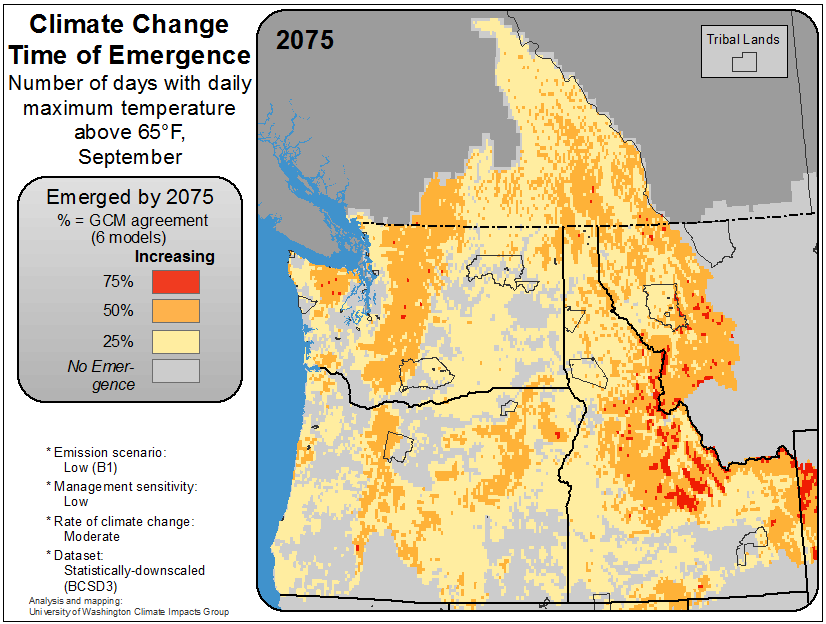 Climate Change
Time of Emergence
Number of days with daily
maximum temperature
above 65°F,
September
Emerged by 2075
% = GCM agreement
(6 models)
Increasing
75%
50%
25%
No Emer-
gence
* Emission scenario:
Low (B1)
* Management sensitivity:
Low
* Rate of climate change:
Moderate
* Dataset:
Statistically-downscaled
(BCSD3)
Analysis and mapping:
University of Washington Climate Impacts Group
2075
Tribal Lands